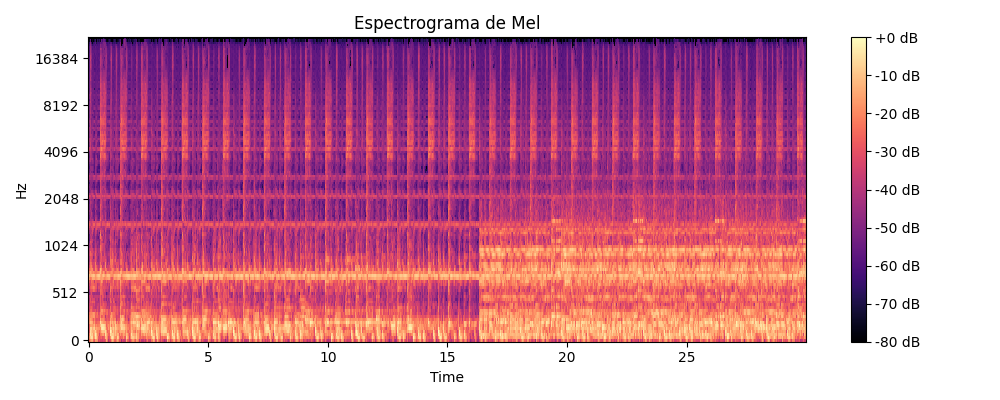 Espectrograma de Mel
Hz
16384
8192
4096
2048
1024
512
0
0 5 10 15 20 25
Time
+0 dB
-10 dB
-20 dB
-30 dB
-40 dB
-50 dB
-60 dB
-70 dB
-80 dB